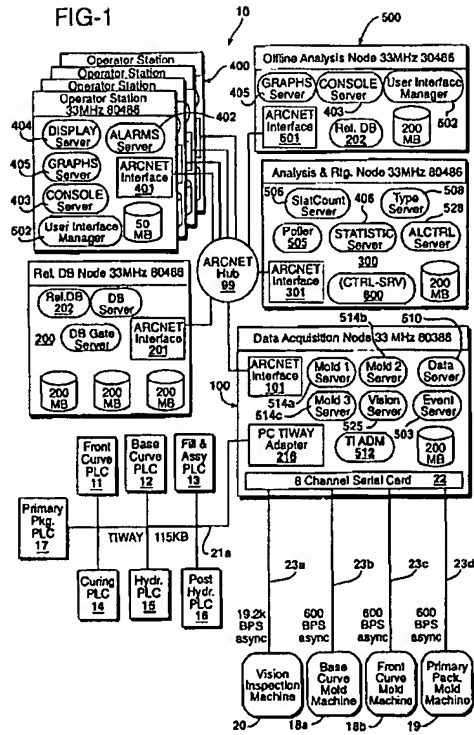 FIG-1
10
500
Operator Station
Operator Station
Operator Station
Operator Station
33MHz 80486
400
404
DISPLAY Server
402
ALARMS Server
405
GRAPHS Server
ARCNET Interface
401
CONSOLE Server
403
502
User Interface Manager
50 MB
Offline Analysis Node 33MHz 30486
GRAPHS Server
405
CONSOLE Server
403
User Interface Manager
502
ARCNET Interface
501
Rel. DB
202
200 MB
Analysis & Rtg. Node 33MHz 80486
506
SlatCount Server
406
Type Server
508
Poller
505
STATISTIC Server
300
ALCTRL Server
528
ARCNET Interface
301
(CTRL-SRV)
600
200 MB
ARCNET Hub
99
Rel. DB Node 33MHz 80486
Rel.DB
202
DB Server
200
DB Gate Server
ARCNET Interface
201
200 MB
200 MB
200 MB
514b
510
Data Acquisition Node 33 MHz 80386
100
ARCNET Interface
101
Mold 1 Server
Mold 2 Server
Data Server
514a
514c
Mold 3 Server
Vision Server
525
Event Server
503
PC TIWAY Adapter
216
TI ADM
512
200 MB
8 Channel Serial Card
22
Front Curve PLC
11
Base Curve PLC
12
Fill & Assy PLC
13
Primary Pkg. PLC
17
TIWAY
115KB
21a
Curing PLC
14
Hydr. PLC
15
Post Hydr. PLC
16
23a
23b
23c
23d
19.2k BPS async
600 BPS async
600 BPS async
600 BPS async
Vision Inspection Machine
20
Base Curve Mold Machine
18a
Front Curve Mold Machine
18b
Primary Pack. Mold Machine
19